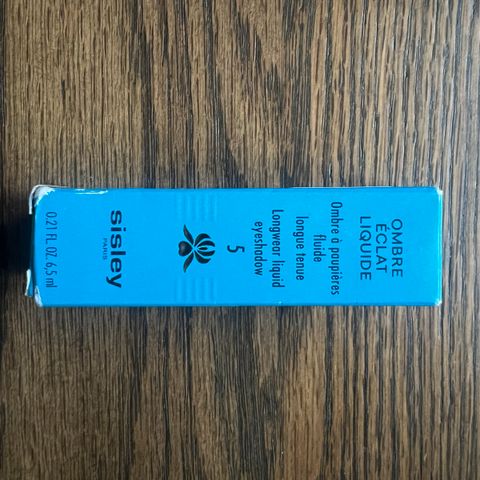 OMBRE
ÉCLAT
LIQUIDE
Ombre à paupières
fluide
longue tenue
Longwear liquid
eyeshadow
5
sisley
PARIS
0.21 FL. OZ. 6,5 ml